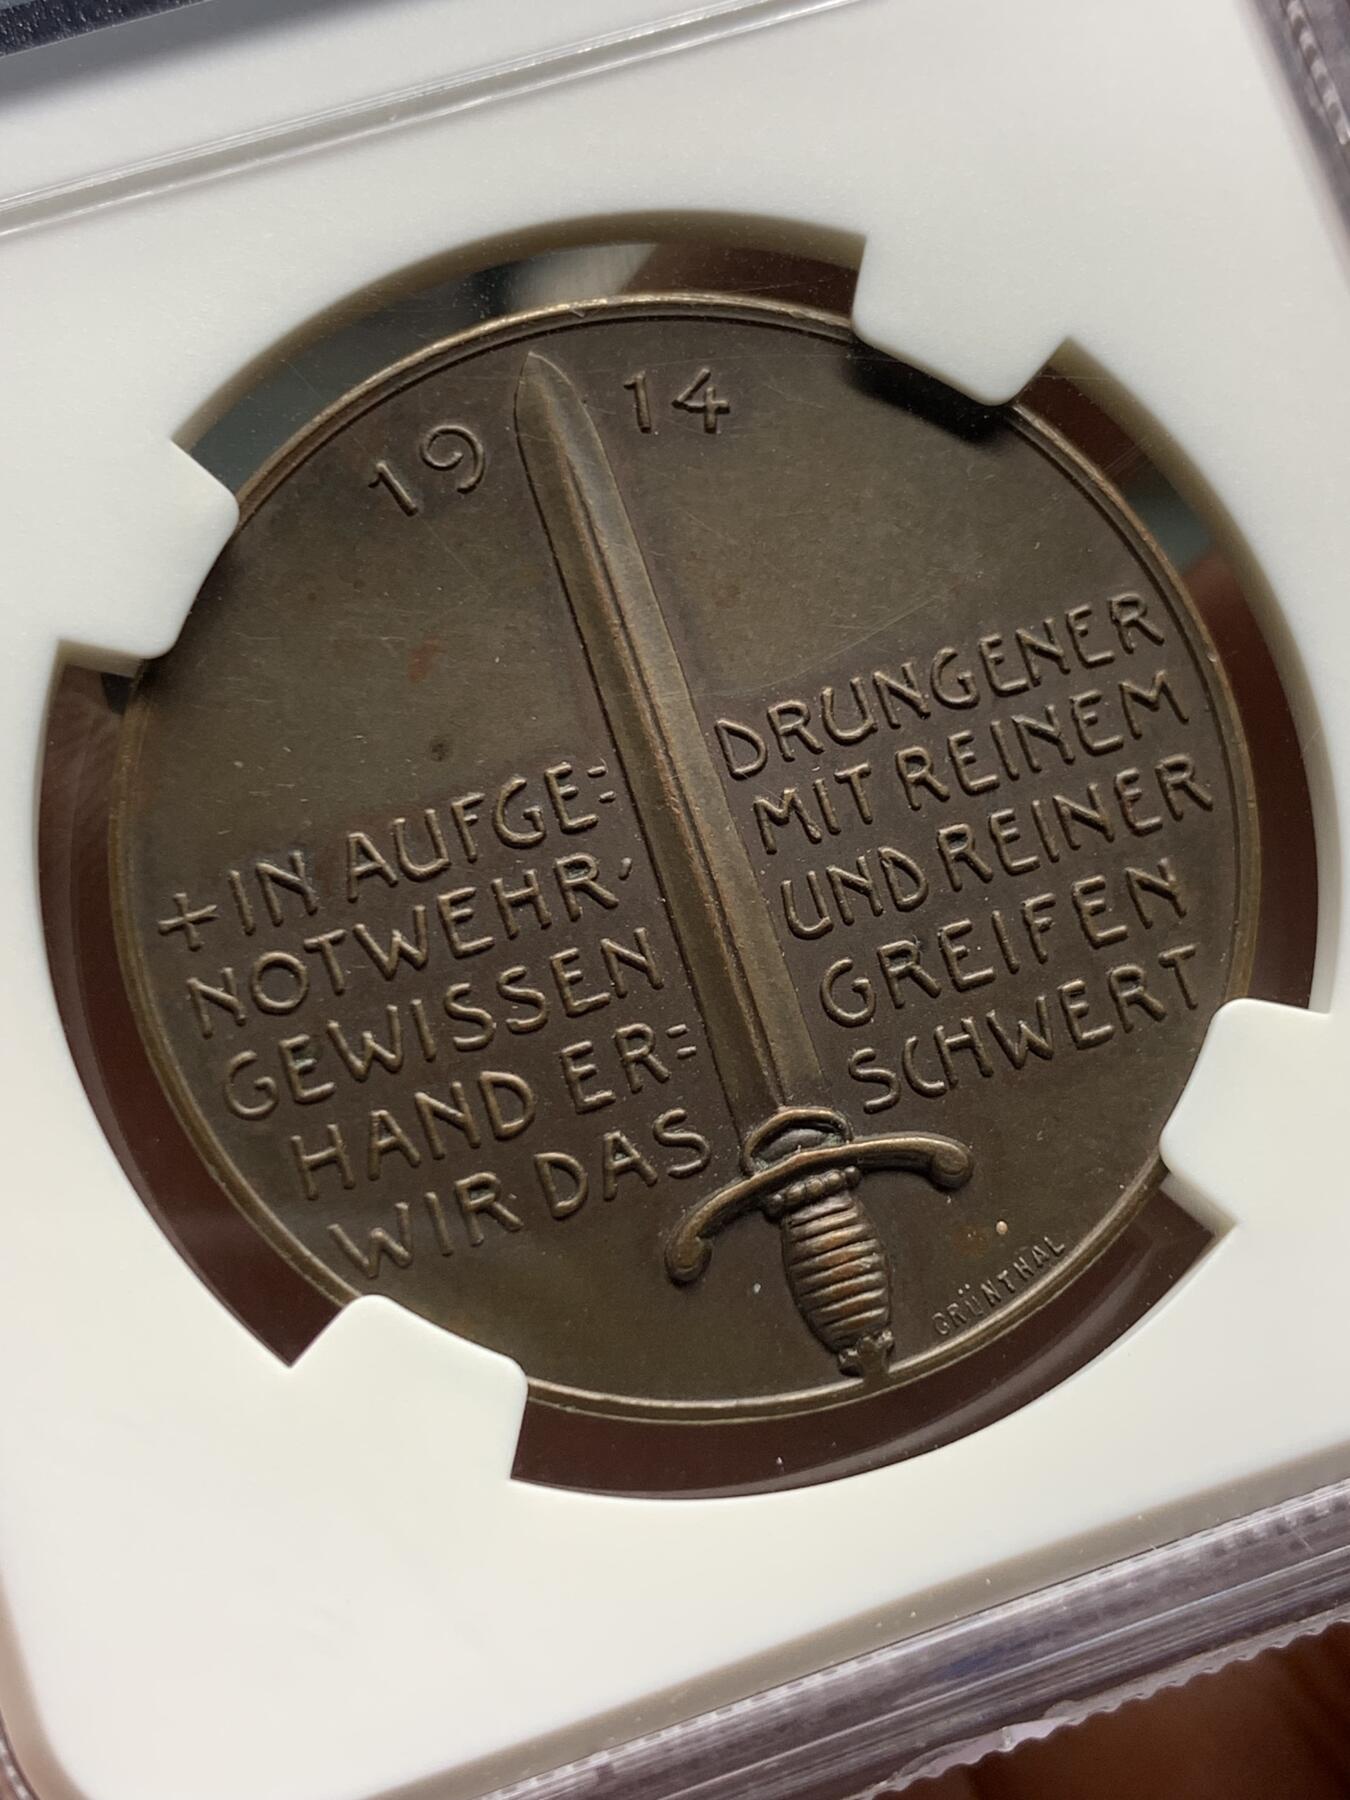 19 14
+IN AUFGE= DRUNGENER
NOTWEHR, MIT REINEM
GEWISSEN UND REINER
HAND ER= GREIFEN
WIR DAS SCHWERT
GRÜNTHAL